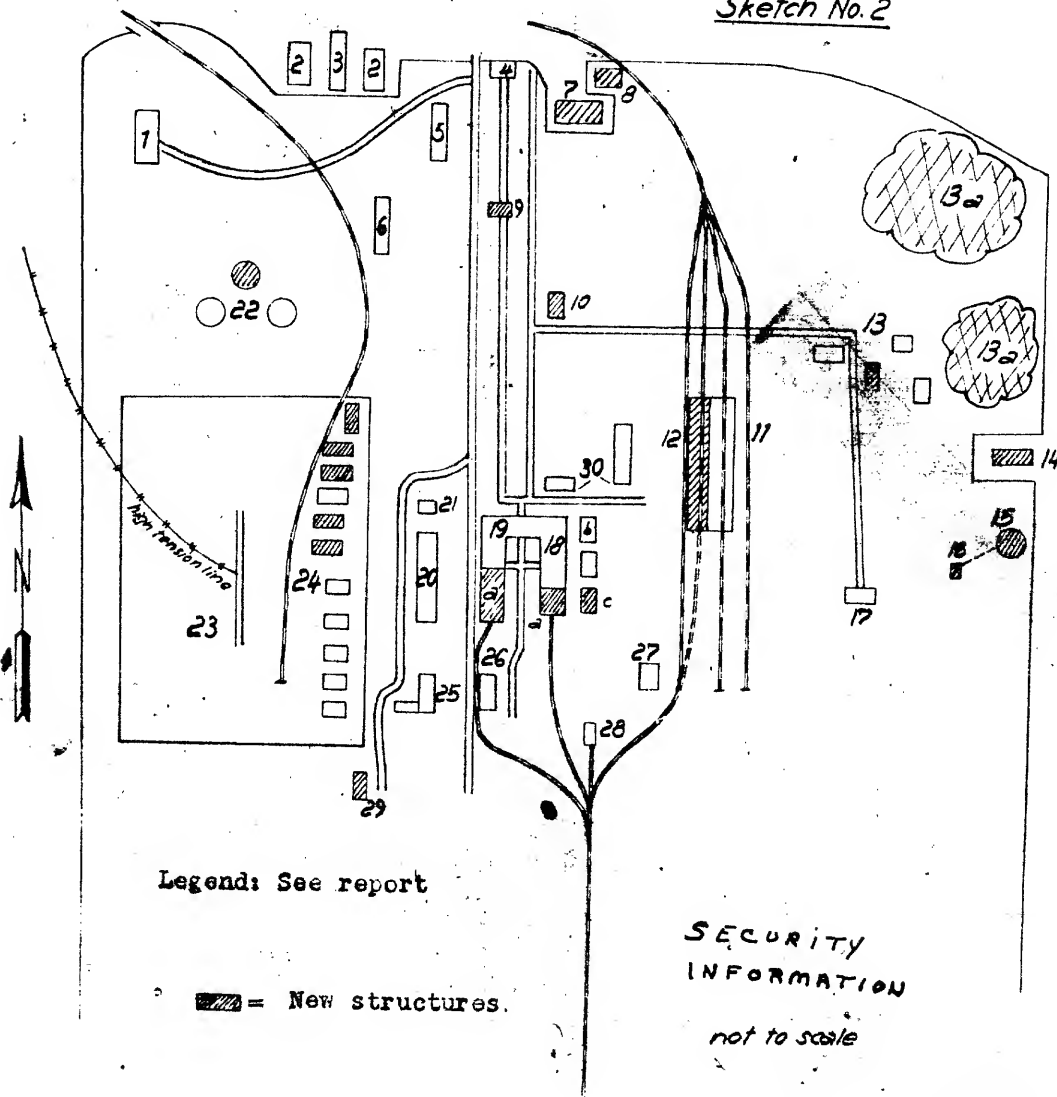 Sketch No. 2
2 3 2 4
7 8
1 5
13a
6 9
22 10 13
13a
12 11
30 14
high tension line
21
19 18 b 15
16
24 20 a
23 a c 17
26 27
25
28
29
Legend: See report
= New structures.
SECURITY
INFORMATION
not to scale
N